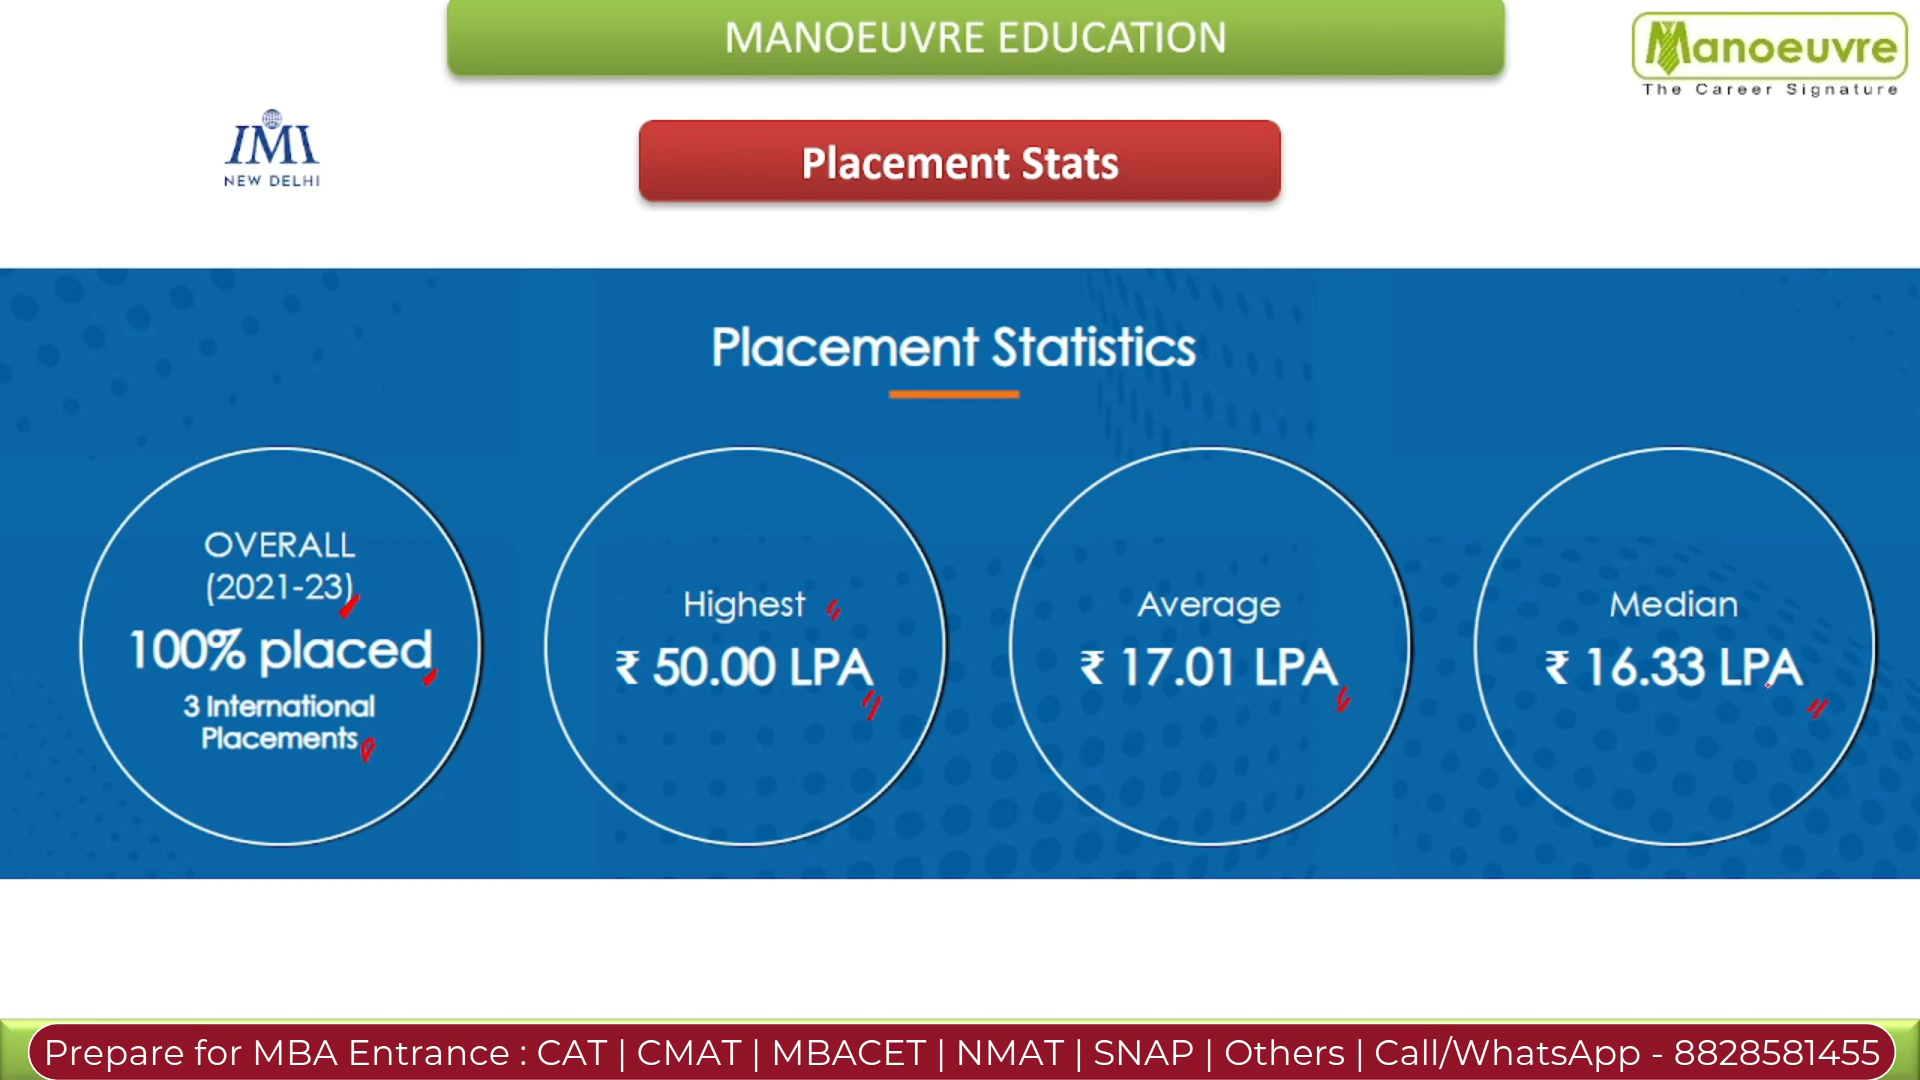 MANOEUVRE EDUCATION
Manoeuvre
The Career Signature
IMI
NEW DELHI
Placement Stats
Placement Statistics
OVERALL
(2021-23)
100% placed
3 International
Placements
Highest
₹ 50.00 LPA
Average
₹ 17.01 LPA
Median
₹ 16.33 LPA
Prepare for MBA Entrance : CAT | CMAT | MBACET | NMAT | SNAP | Others | Call/WhatsApp - 8828581455